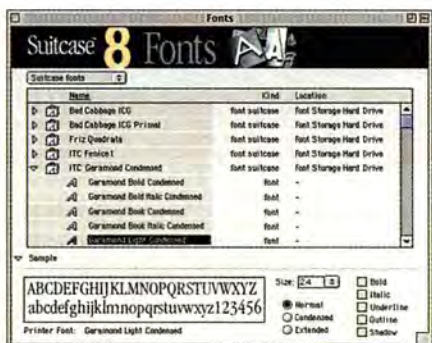 Fonts
Suitcase 8 Fonts
Suitcase fonts
Name Kind Location
Bad Cabbage ICG font suitcase Font Storage Hard Drive
Bad Cabbage ICG Primal font suitcase Font Storage Hard Drive
Friz Quadrata font suitcase Font Storage Hard Drive
ITC Fenice 1 font suitcase Font Storage Hard Drive
ITC Garamond Condensed font suitcase Font Storage Hard Drive
Garamond Bold Condensed font -
Garamond Bold Italic Condensed font -
Garamond Book Condensed font -
Garamond Book Italic Condensed font -
Garamond Light Condensed font -
Sample
ABCDEFGHIJKLMNOPQRSTUVWXYZ
abcdefghijklmnopqrstuvwxyz123456
Printer Font: Garamond Light Condensed
Size: 24
Normal
Condensed
Extended
Bold
Italic
Underline
Outline
Shadow